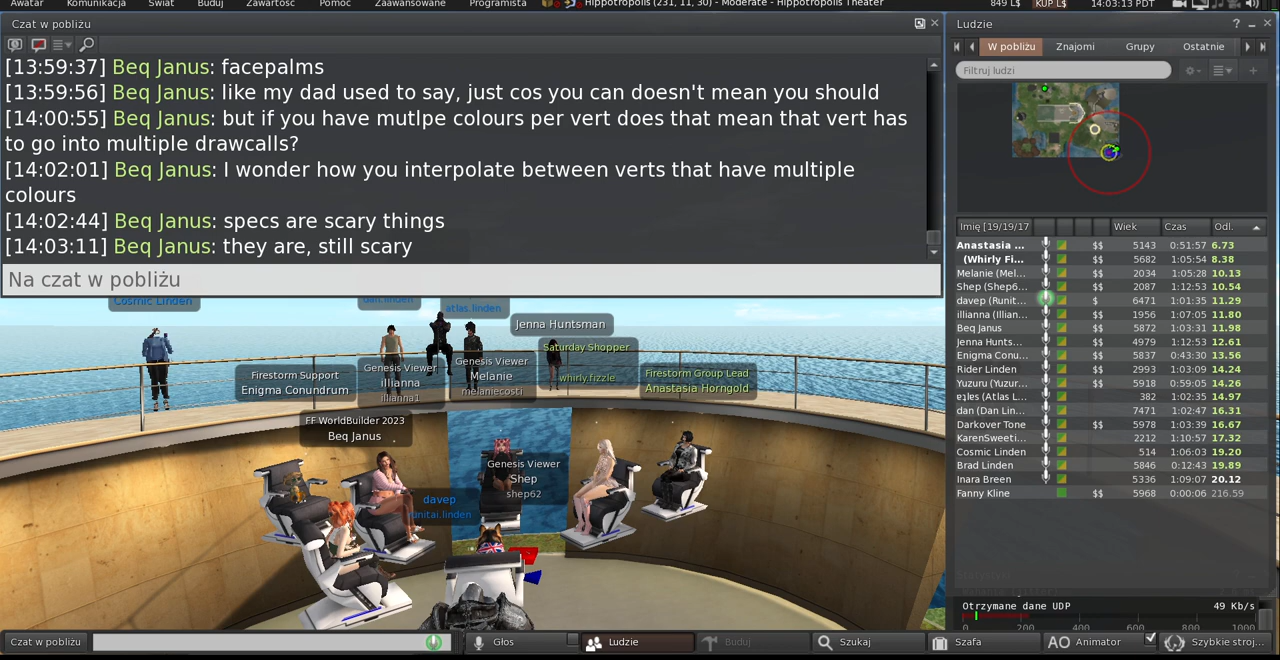 Awatar Komunikacja Świat Buduj Zawartość Pomoc Zaawansowane Programista Hippotropolis (231, 11, 30) - Moderate - Hippotropolis Theater 849 L$ KUP L$ 14:03:13 PDT
Czat w pobliżu
[13:59:37] Beq Janus: facepalms
[13:59:56] Beq Janus: like my dad used to say, just cos you can doesn't mean you should
[14:00:55] Beq Janus: but if you have mutlpe colours per vert does that mean that vert has
to go into multiple drawcalls?
[14:02:01] Beq Janus: I wonder how you interpolate between verts that have multiple
colours
[14:02:44] Beq Janus: specs are scary things
[14:03:11] Beq Janus: they are, still scary
Na czat w pobliżu
Cosmic Linden
dan.linden
atlas.linden
Jenna Huntsman
Saturday Shopper
whirly.fizzle
Firestorm Support
Enigma Conundrum
Genesis Viewer
illianna
illianna1
Genesis Viewer
Melanie
melaniecosti
Firestorm Group Lead
Anastasia Horngold
FF WorldBuilder 2023
Beq Janus
Genesis Viewer
Shep
shep62
davep
runitai.linden
Ludzie
W pobliżu Znajomi Grupy Ostatnie
Filtruj ludzi
Imię [19/19/17 Wiek Czas Odl.
Anastasia ... $$ 5143 0:51:57 6.73
(Whirly Fi... $$ 5682 1:05:54 8.38
Melanie (Mel... $$ 2034 1:05:28 10.13
Shep (Shep6... $$ 2087 1:12:53 10.54
davep (Runit... $ 6471 1:01:35 11.29
illianna (Illian... $$ 1956 1:07:05 11.80
Beq Janus $$ 5872 1:03:31 11.98
Jenna Hunts... $$ 4979 1:12:53 12.61
Enigma Conu... $$ 5837 0:43:30 13.56
Rider Linden $$ 2993 1:03:09 14.24
Yuzuru (Yuzur... $$ 5918 0:59:05 14.26
(Atlas L... 382 1:02:35 14.97
dan (Dan Lin... 7471 1:02:47 16.31
Darkover Tone $$ 5978 1:03:39 16.67
KarenSweeti... 2212 1:10:57 17.32
Cosmic Linden 514 1:06:03 19.20
Brad Linden 5846 0:12:43 19.89
Inara Breen 5336 1:09:07 20.12
Fanny Kline $$ 5968 0:00:06 216.59
Otrzymane dane UDP 49 Kb/s
0 200 400 600 800 1000
Czat w pobliżu Głos Ludzie Buduj Szukaj Szafa AO Animator Szybkie stroj...